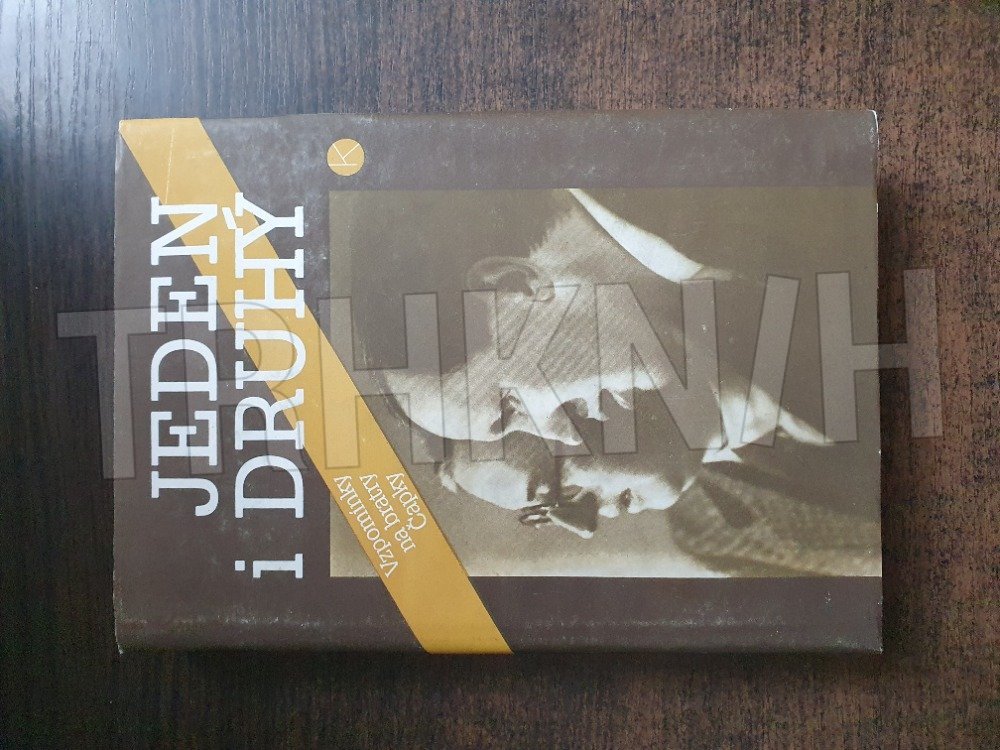 JEDEN
i DRUHÝ
Vzpomínky
na bratry
Čapky
K
TRHKNIH